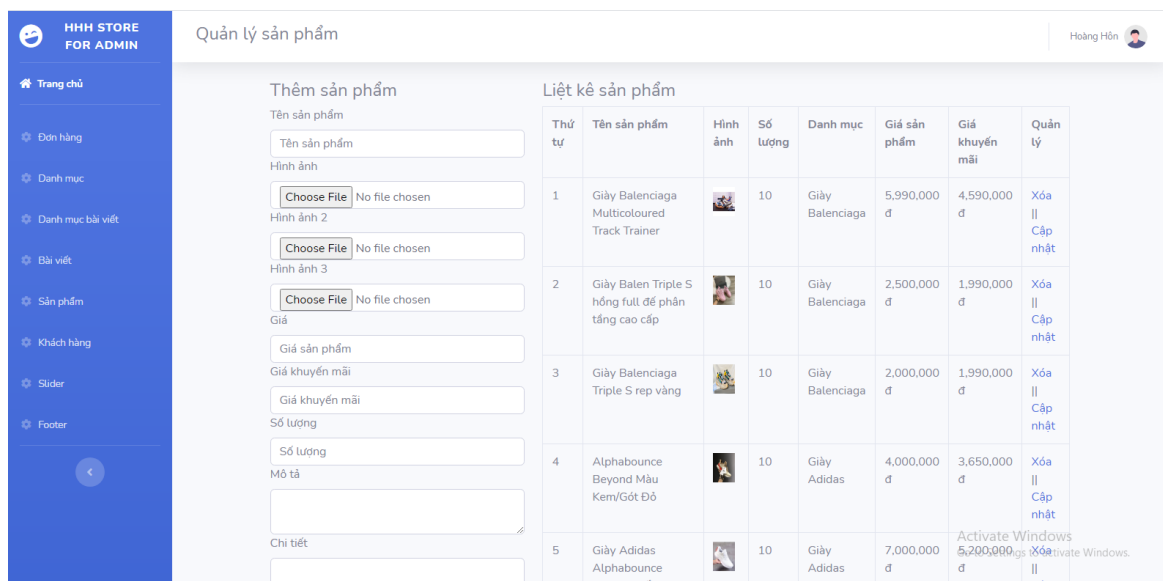 HHH STORE
FOR ADMIN
Trang chủ
Đơn hàng
Danh mục
Danh mục bài viết
Bài viết
Sản phẩm
Khách hàng
Slider
Footer
Quản lý sản phẩm
Hoàng Hôn
Thêm sản phẩm
Tên sản phẩm
Tên sản phẩm
Hình ảnh
Choose File No file chosen
Hình ảnh 2
Choose File No file chosen
Hình ảnh 3
Choose File No file chosen
Giá
Giá sản phẩm
Giá khuyến mãi
Giá khuyến mãi
Số lượng
Số lượng
Mô tả
Chi tiết
Liệt kê sản phẩm
Thứ Tên sản phẩm Hình Số Danh mục Giá sản Giá Quản
tự ảnh lượng phẩm khuyến lý
mãi
1 Giày Balenciaga 10 Giày 5,990,000 4,590,000 Xóa
Multicoloured Balenciaga đ đ ||
Track Trainer Cập
nhật
2 Giày Balen Triple S 10 Giày 2,500,000 1,990,000 Xóa
hồng full đế phân Balenciaga đ đ ||
tầng cao cấp Cập
nhật
3 Giày Balenciaga 10 Giày 2,000,000 1,990,000 Xóa
Triple S rep vàng Balenciaga đ đ ||
Cập
nhật
4 Alphabounce 10 Giày 4,000,000 3,650,000 Xóa
Beyond Màu Adidas đ đ ||
Kem/Gót Đỏ Cập
nhật
5 Giày Adidas 10 Giày 7,000,000 5,200,000 Xóa
Alphabounce Adidas đ đ ||
Activate Windows
Go to Settings to activate Windows.